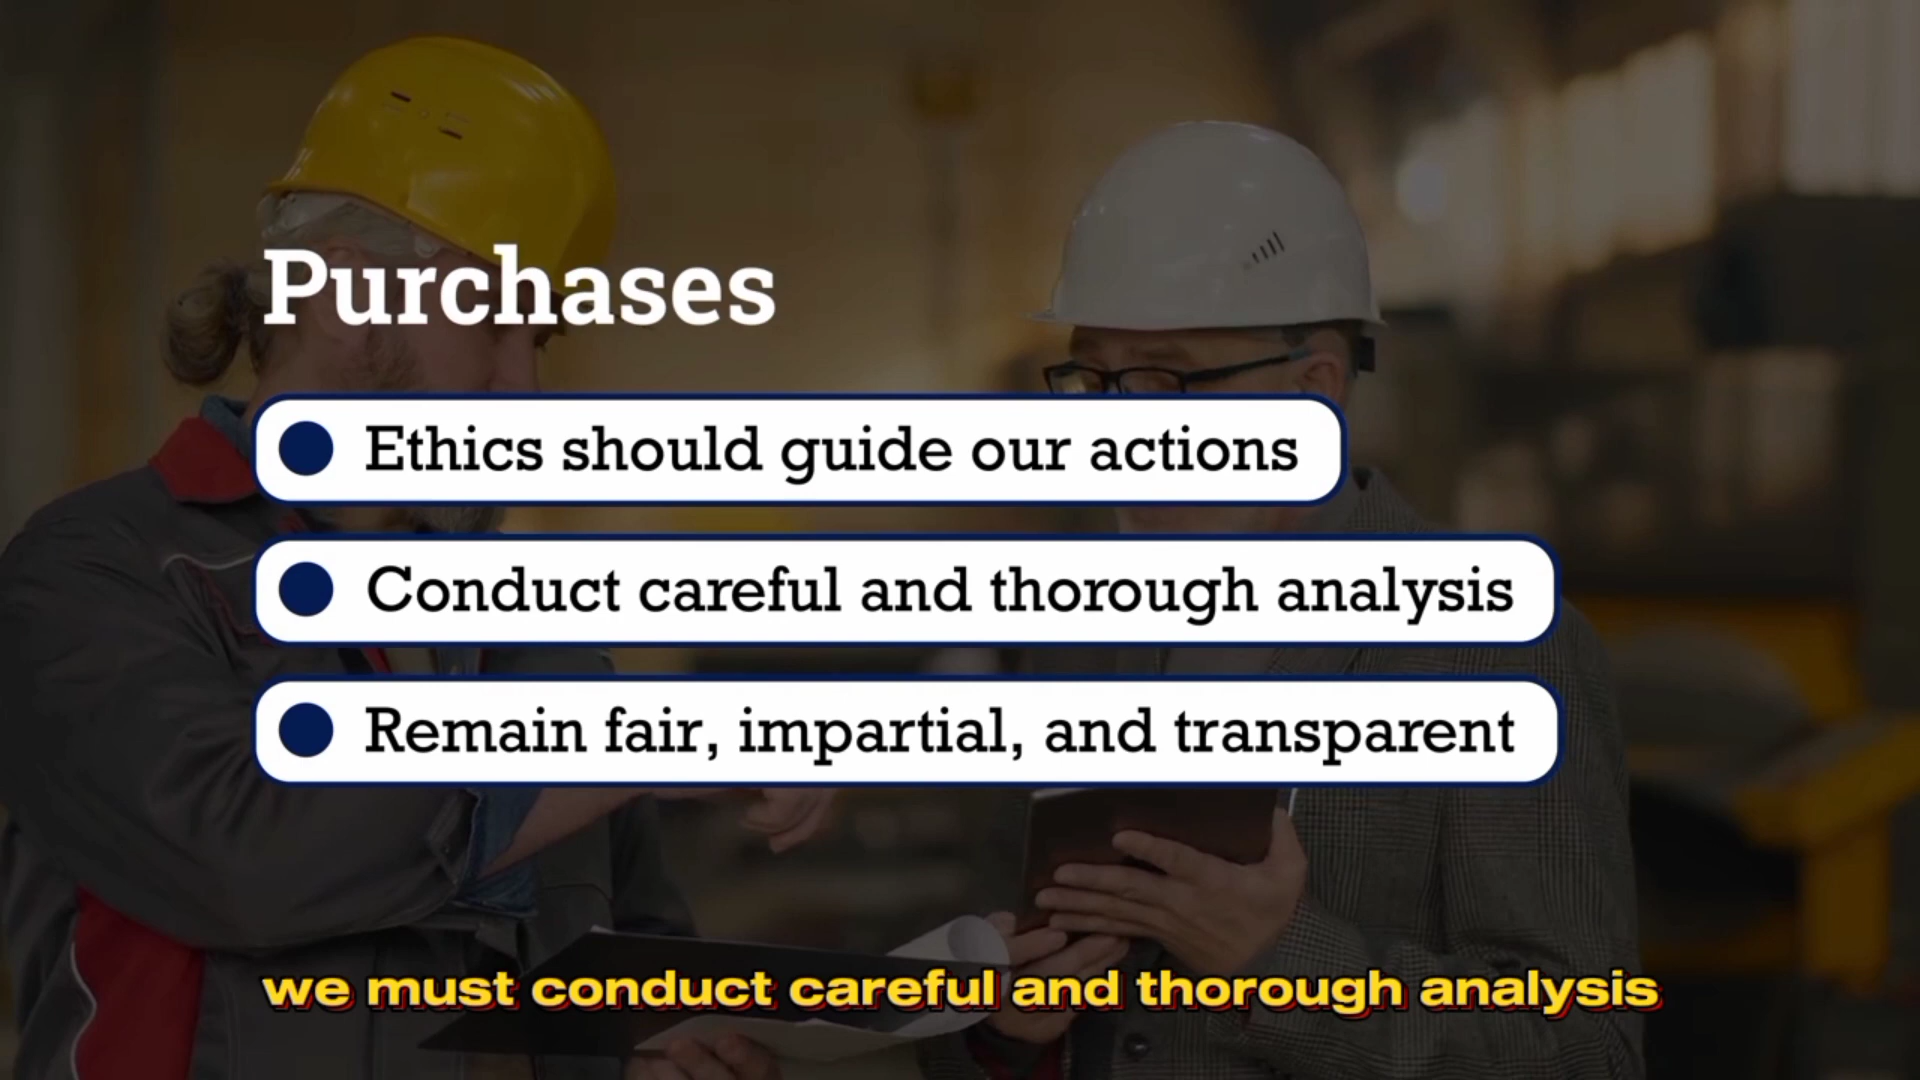 Purchases
Ethics should guide our actions
Conduct careful and thorough analysis
Remain fair, impartial, and transparent
we must conduct careful and thorough analysis